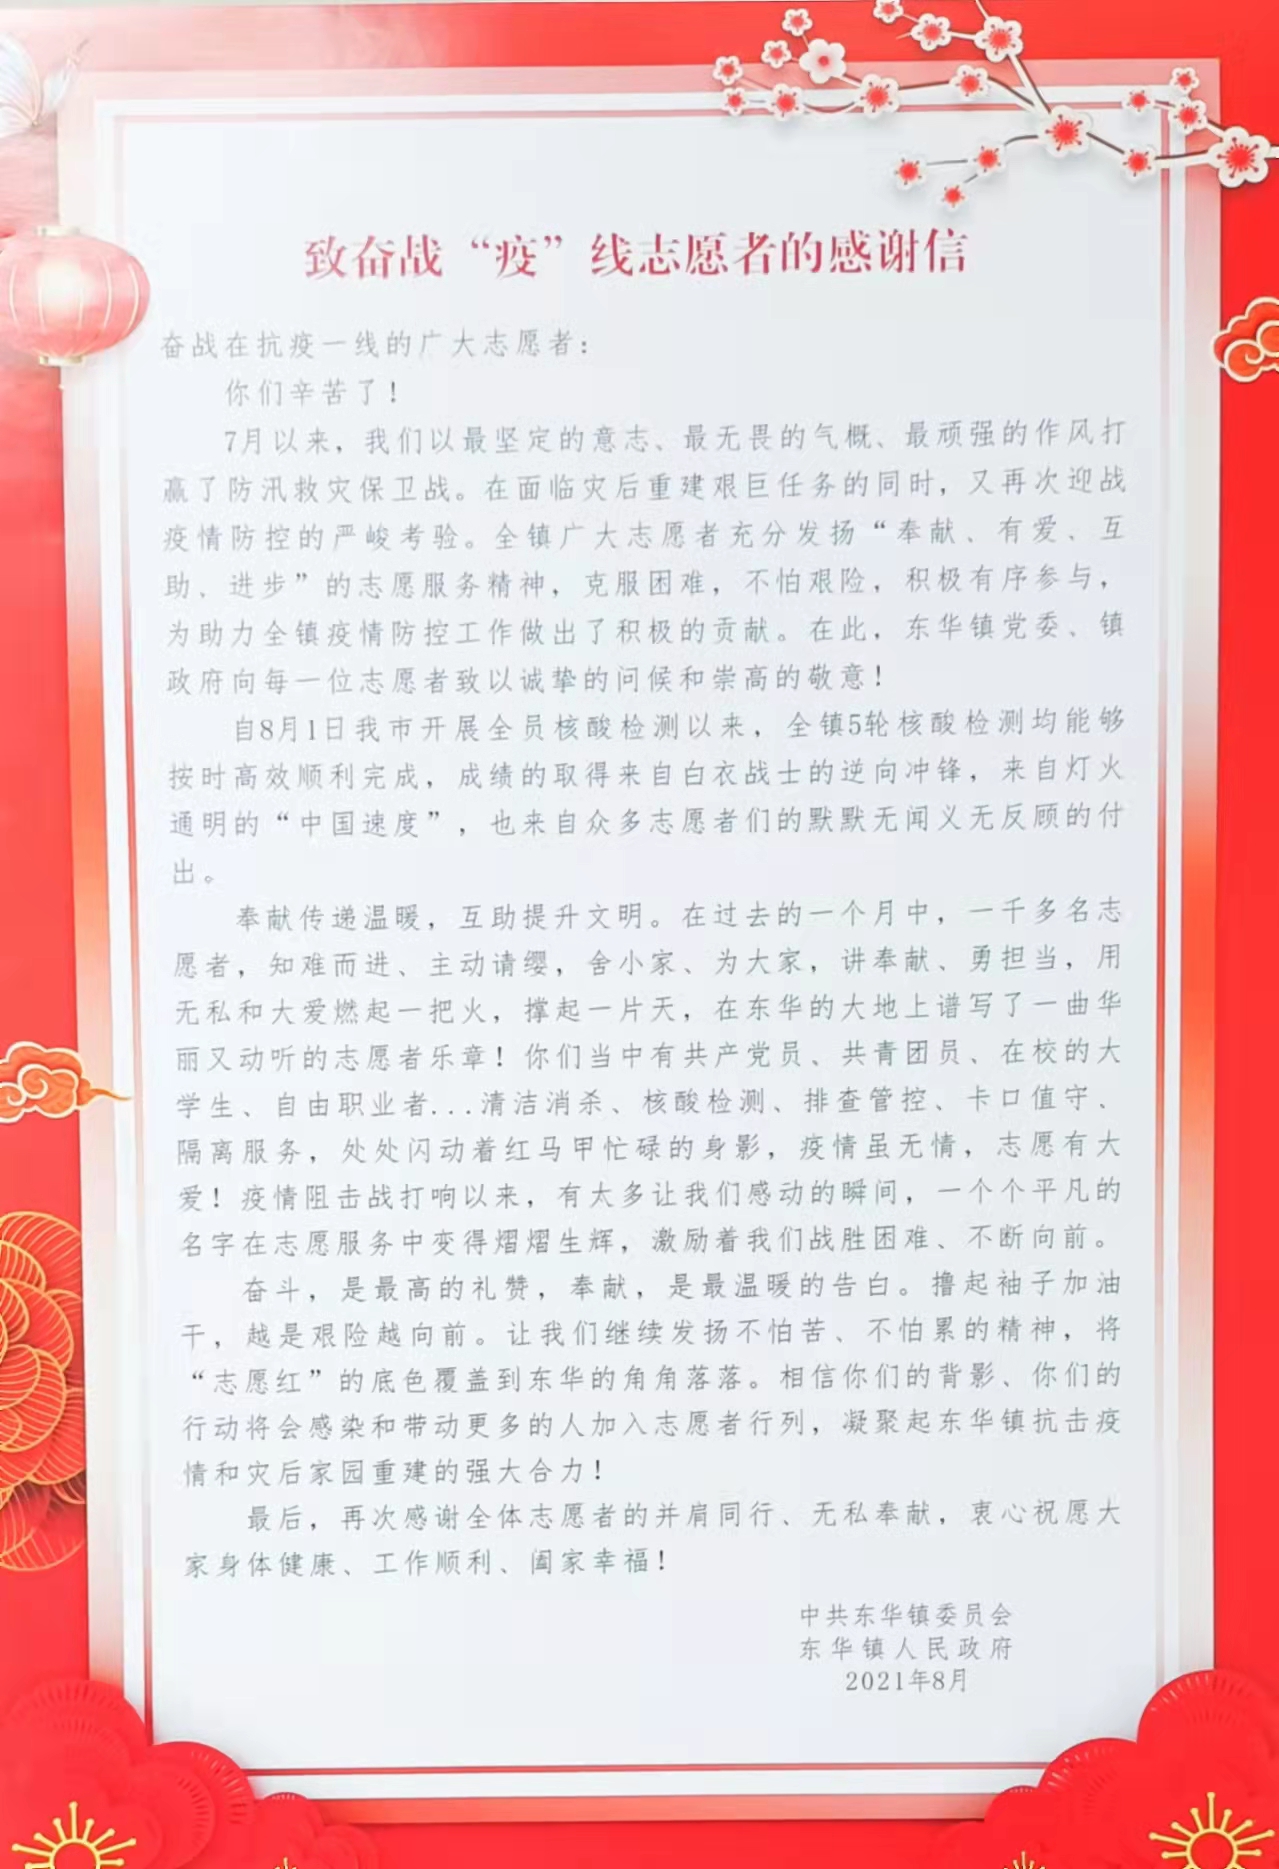 致奋战“疫”线志愿者的感谢信
奋战在抗疫一线的广大志愿者：
你们辛苦了！
7月以来，我们以最坚定的意志、最无畏的气概、最顽强的作风打
赢了防汛救灾保卫战。在面临灾后重建艰巨任务的同时，又再次迎战
疫情防控的严峻考验。全镇广大志愿者充分发扬“奉献、有爱、互
助、进步”的志愿服务精神，克服困难，不怕艰险，积极有序参与，
为助力全镇疫情防控工作做出了积极的贡献。在此，东华镇党委、镇
政府向每一位志愿者致以诚挚的问候和崇高的敬意！
自8月1日我市开展全员核酸检测以来，全镇5轮核酸检测均能够
按时高效顺利完成，成绩的取得来自白衣战士的逆向冲锋，来自灯火
通明的“中国速度”，也来自众多志愿者们的默默无闻义无反顾的付
出。
奉献传递温暖，互助提升文明。在过去的一个月中，一千多名志
愿者，知难而进、主动请缨，舍小家、为大家，讲奉献、勇担当，用
无私和大爱燃起一把火，撑起一片天，在东华的大地上谱写了一曲华
丽又动听的志愿者乐章！你们当中有共产党员、共青团员、在校的大
学生、自由职业者...清洁消杀、核酸检测、排查管控、卡口值守、
隔离服务，处处闪动着红马甲忙碌的身影，疫情虽无情，志愿有大
爱！疫情阻击战打响以来，有太多让我们感动的瞬间，一个个平凡的
名字在志愿服务中变得熠熠生辉，激励着我们战胜困难、不断向前。
奋斗，是最高的礼赞，奉献，是最温暖的告白。撸起袖子加油
干，越是艰险越向前。让我们继续发扬不怕苦、不怕累的精神，将
“志愿红”的底色覆盖到东华的角角落落。相信你们的背影、你们的
行动将会感染和带动更多的人加入志愿者行列，凝聚起东华镇抗击疫
情和灾后家园重建的强大合力！
最后，再次感谢全体志愿者的并肩同行、无私奉献，衷心祝愿大
家身体健康、工作顺利、阖家幸福！
中共东华镇委员会
东华镇人民政府
2021年8月